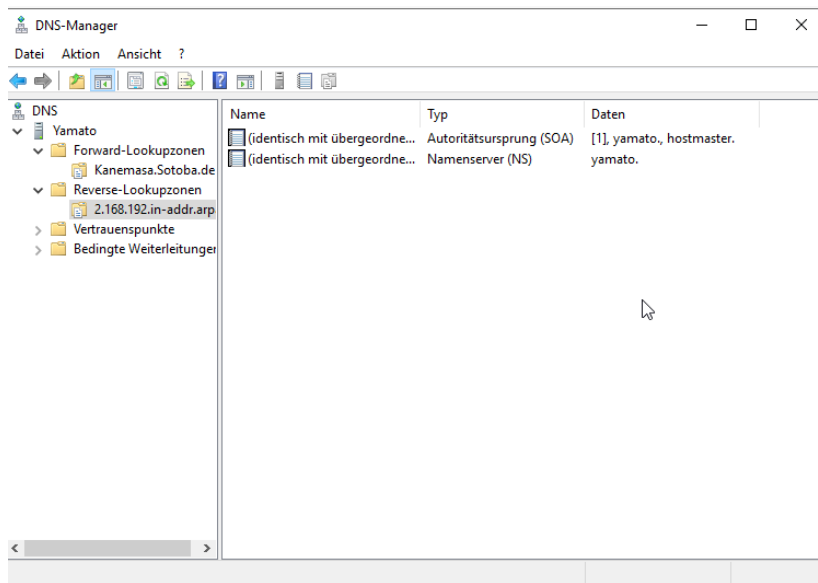 DNS-Manager
Datei Aktion Ansicht ?
DNS
Yamato
Forward-Lookupzonen
Kanemasa.Sotoba.de
Reverse-Lookupzonen
2.168.192.in-addr.arp
Vertrauenspunkte
Bedingte Weiterleitunger
Name Typ Daten
(identisch mit übergeordne... Autoritätsursprung (SOA) [1], yamato., hostmaster.
(identisch mit übergeordne... Namenserver (NS) yamato.